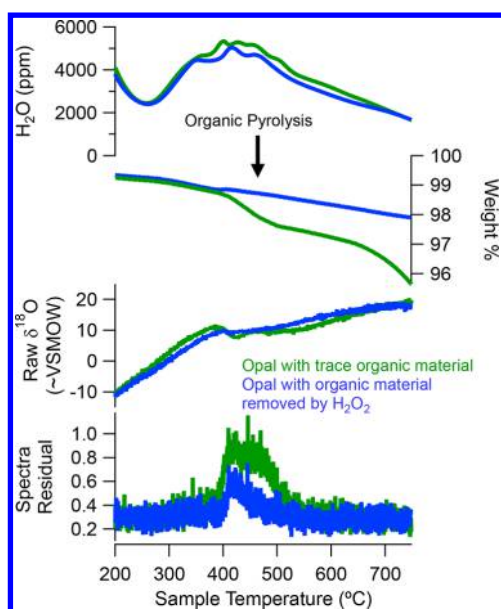 6000
4000
2000
0
H₂O (ppm)
Organic Pyrolysis
100
99
98
97
96
Weight %
20
10
0
-10
Raw δ¹⁸O
(~VSMOW)
Opal with trace organic material
Opal with organic material
removed by H₂O₂
1.0
0.8
0.6
0.4
0.2
Spectra
Residual
200 300 400 500 600 700
Sample Temperature (ºC)